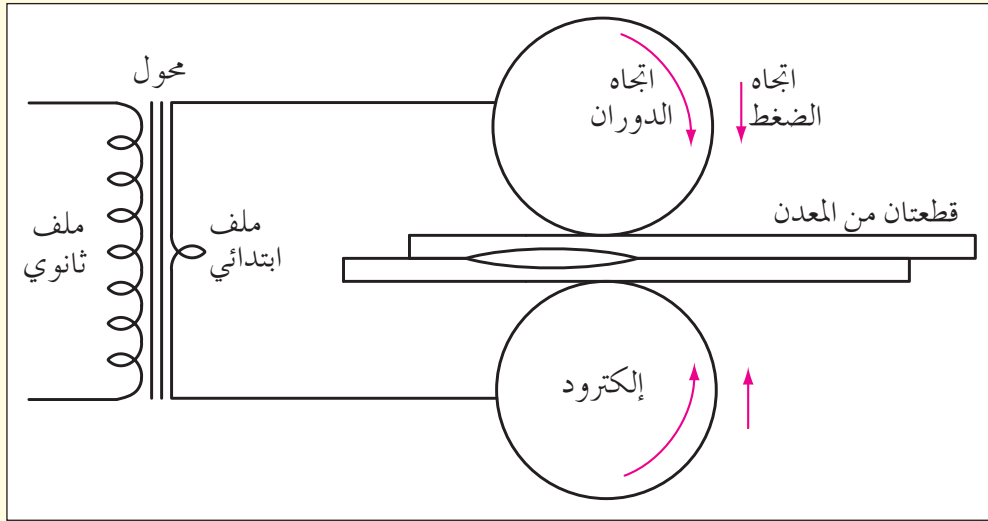 محول
اتجاه
الدوران
اتجاه
الضغط
قطعتان من المعدن
ملف
ابتدائي
ملف
ثانوي
إلكترود